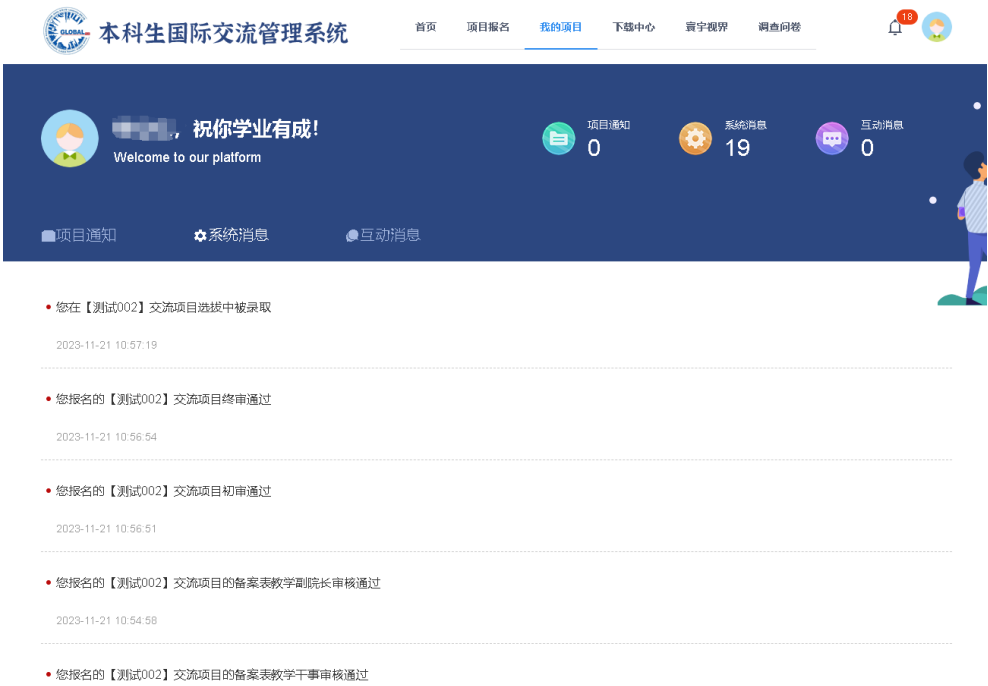 GLOBAL
本科生国际交流管理系统
首页 项目报名 我的项目 下载中心 寰宇视界 调查问卷
18
，祝你学业有成！
Welcome to our platform
项目通知
0
系统消息
19
互动消息
0
项目通知 系统消息 互动消息
您在【测试002】交流项目选拔中被录取
2023-11-21 10:57:19
您报名的【测试002】交流项目终审通过
2023-11-21 10:56:54
您报名的【测试002】交流项目初审通过
2023-11-21 10:56:51
您报名的【测试002】交流项目的备案表教学副院长审核通过
2023-11-21 10:54:58
您报名的【测试002】交流项目的备案表教学干事审核通过